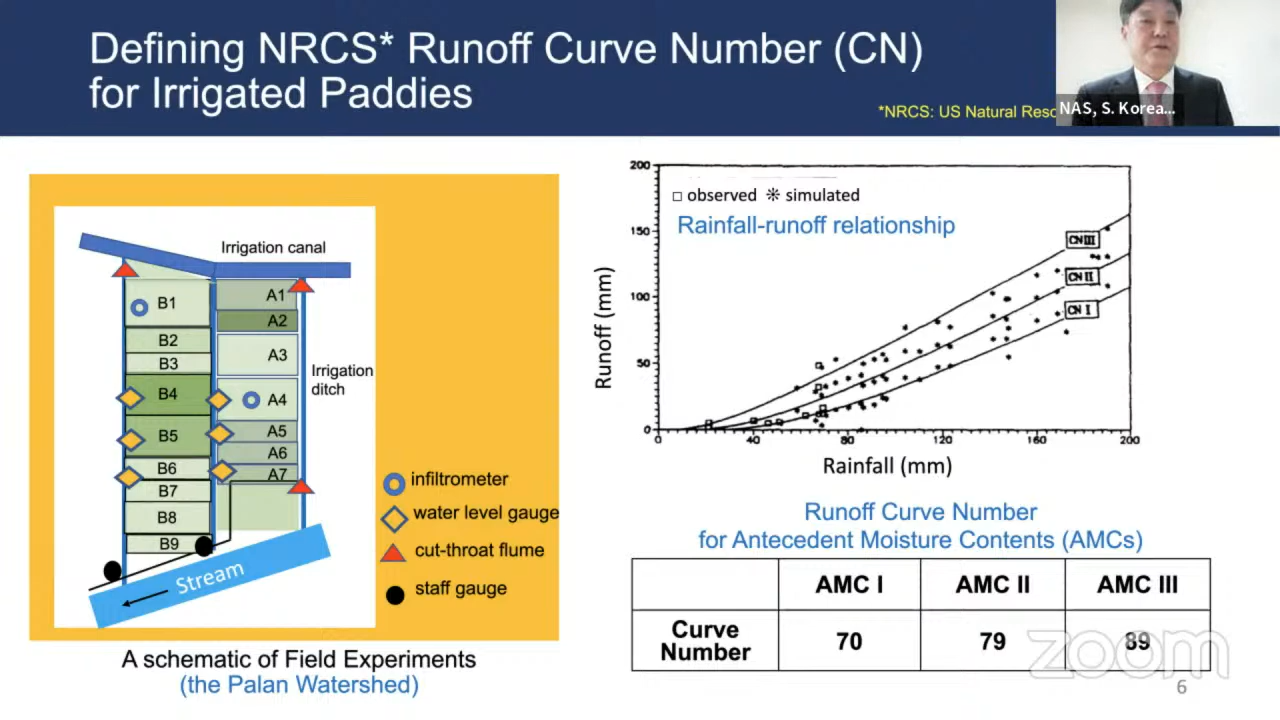 Defining NRCS* Runoff Curve Number (CN)
for Irrigated Paddies
*NRCS: US Natural Reso
NAS, S. Korea...
Irrigation canal
B1
B2
B3
B4
B5
B6
B7
B8
B9
A1
A2
A3
A4
A5
A6
A7
Irrigation
ditch
Stream
infiltrometer
water level gauge
cut-throat flume
staff gauge
A schematic of Field Experiments
(the Palan Watershed)
200
150
100
50
0
Runoff (mm)
observed simulated
Rainfall-runoff relationship
CN III
CN II
CN I
0 40 80 120 160 200
Rainfall (mm)
Runoff Curve Number
for Antecedent Moisture Contents (AMCs)
AMC I AMC II AMC III
Curve
Number
70 79 89
zoom
6